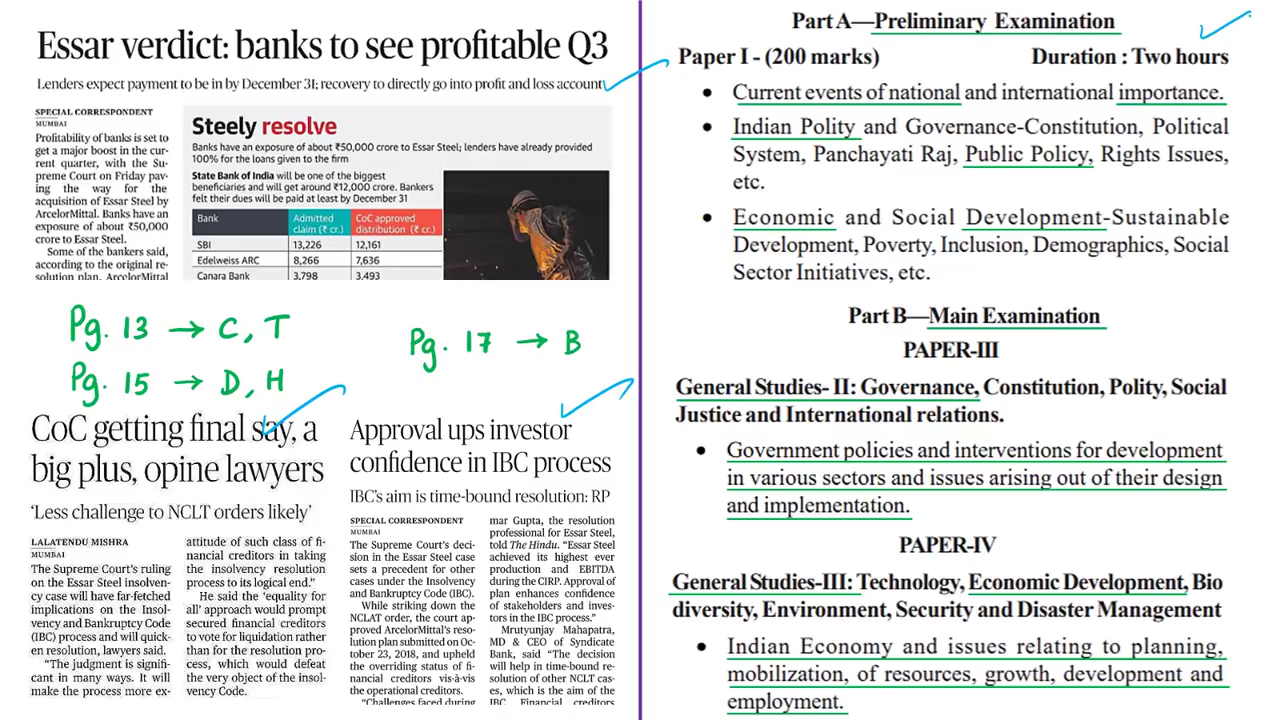 Essar verdict: banks to see profitable Q3
Lenders expect payment to be in by December 31; recovery to directly go into profit and loss account
SPECIAL CORRESPONDENT
MUMBAI
Profitability of banks is set to
get a major boost in the cur-
rent quarter, with the Su-
preme Court on Friday pav-
ing the way for the
acquisition of Essar Steel by
ArcelorMittal. Banks have an
exposure of about ₹50,000
crore to Essar Steel.
Some of the bankers said,
according to the original re-
solution plan, ArcelorMittal
Steely resolve
Banks have an exposure of about ₹50,000 crore to Essar Steel; lenders have already provided
100% for the loans given to the firm
State Bank of India will be one of the biggest
beneficiaries and will get around ₹12,000 crore. Bankers
felt their dues will be paid at least by December 31
Bank Admitted claim (₹ cr.) CoC approved distribution (₹ cr.)
SBI 13,226 12,161
Edelweiss ARC 8,266 7,636
Canara Bank 3,798 3,493
Pg. 13 → C, T
Pg. 15 → D, H
Pg. 17 → B
CoC getting final say, a
big plus, opine lawyers
'Less challenge to NCLT orders likely'
LALATENDU MISHRA
MUMBAI
The Supreme Court's ruling
on the Essar Steel insolven-
cy case will have far-fetched
implications on the Insol-
vency and Bankruptcy Code
(IBC) process and will quick-
en resolution, lawyers said.
"The judgment is signifi-
cant in many ways. It will
make the process more ex-
attitude of such class of fi-
nancial creditors in taking
the insolvency resolution
process to its logical end."
He said the 'equality for
all' approach would prompt
secured financial creditors
to vote for liquidation rather
than for the resolution pro-
cess, which would defeat
the very object of the insol-
vency Code.
Approval ups investor
confidence in IBC process
IBC's aim is time-bound resolution: RP
SPECIAL CORRESPONDENT
MUMBAI
The Supreme Court's deci-
sion in the Essar Steel case
sets a precedent for other
cases under the Insolvency
and Bankruptcy Code (IBC).
While striking down the
NCLAT order, the court ap-
proved ArcelorMittal's reso-
lution plan submitted on Oc-
tober 23, 2018, and upheld
the overriding status of fi-
nancial creditors vis-à-vis
the operational creditors.
"Challenges faced during
mar Gupta, the resolution
professional for Essar Steel,
told The Hindu. "Essar Steel
achieved its highest ever
production and EBITDA
during the CIRP. Approval of
plan enhances confidence
of stakeholders and inves-
tors in the IBC process."
Mrutyunjay Mahapatra,
MD & CEO of Syndicate
Bank, said "The decision
will help in time-bound re-
solution of other NCLT cas-
es, which is the aim of the
IBC. Financial creditors
Part A—Preliminary Examination
Paper I - (200 marks) Duration : Two hours
• Current events of national and international importance.
• Indian Polity and Governance-Constitution, Political
System, Panchayati Raj, Public Policy, Rights Issues,
etc.
• Economic and Social Development-Sustainable
Development, Poverty, Inclusion, Demographics, Social
Sector Initiatives, etc.
Part B—Main Examination
PAPER-III
General Studies- II: Governance, Constitution, Polity, Social
Justice and International relations.
• Government policies and interventions for development
in various sectors and issues arising out of their design
and implementation.
PAPER-IV
General Studies-III: Technology, Economic Development, Bio
diversity, Environment, Security and Disaster Management
• Indian Economy and issues relating to planning,
mobilization, of resources, growth, development and
employment.